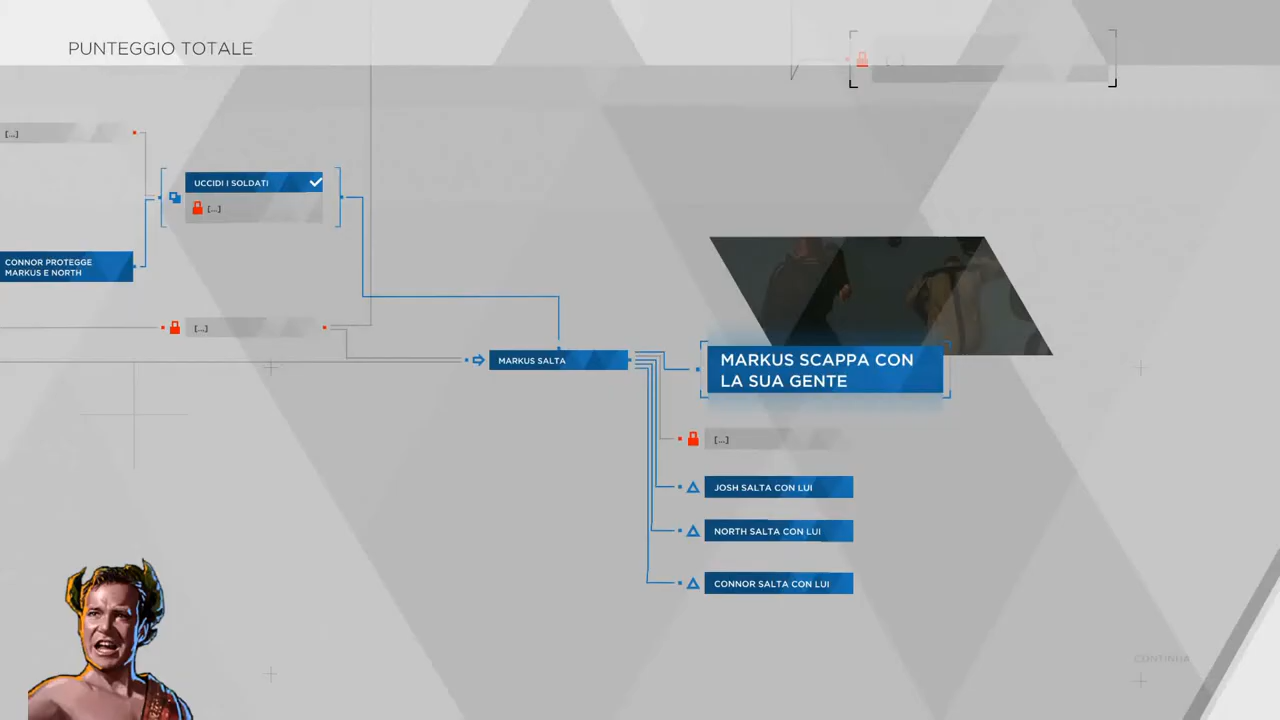 PUNTEGGIO TOTALE
[...]
UCCIDI I SOLDATI
[...]
CONNOR PROTEGGE
MARKUS E NORTH
[...]
MARKUS SALTA
MARKUS SCAPPA CON
LA SUA GENTE
[...]
JOSH SALTA CON LUI
NORTH SALTA CON LUI
CONNOR SALTA CON LUI
CONTINUA